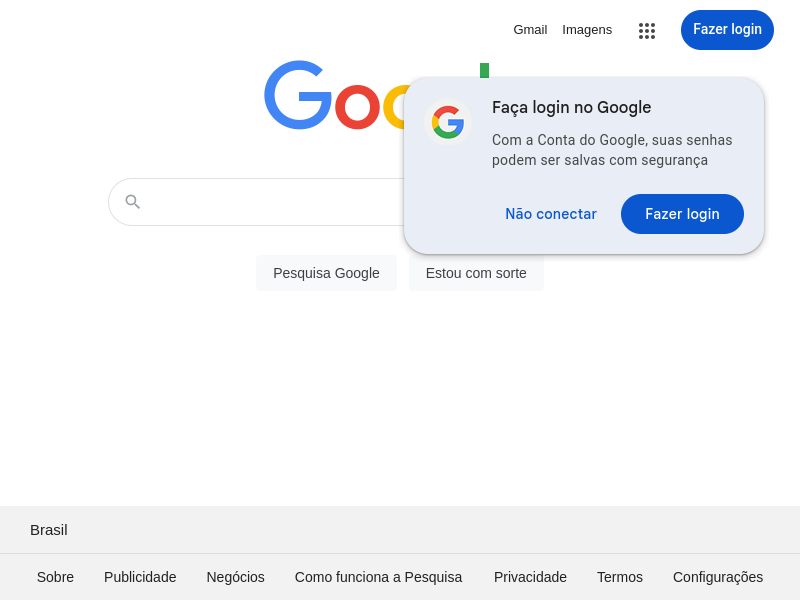 Gmail
Imagens
Fazer login
Faça login no Google
Com a Conta do Google, suas senhas
podem ser salvas com segurança
Não conectar
Fazer login
Pesquisa Google
Estou com sorte
Brasil
Sobre
Publicidade
Negócios
Como funciona a Pesquisa
Privacidade
Termos
Configurações